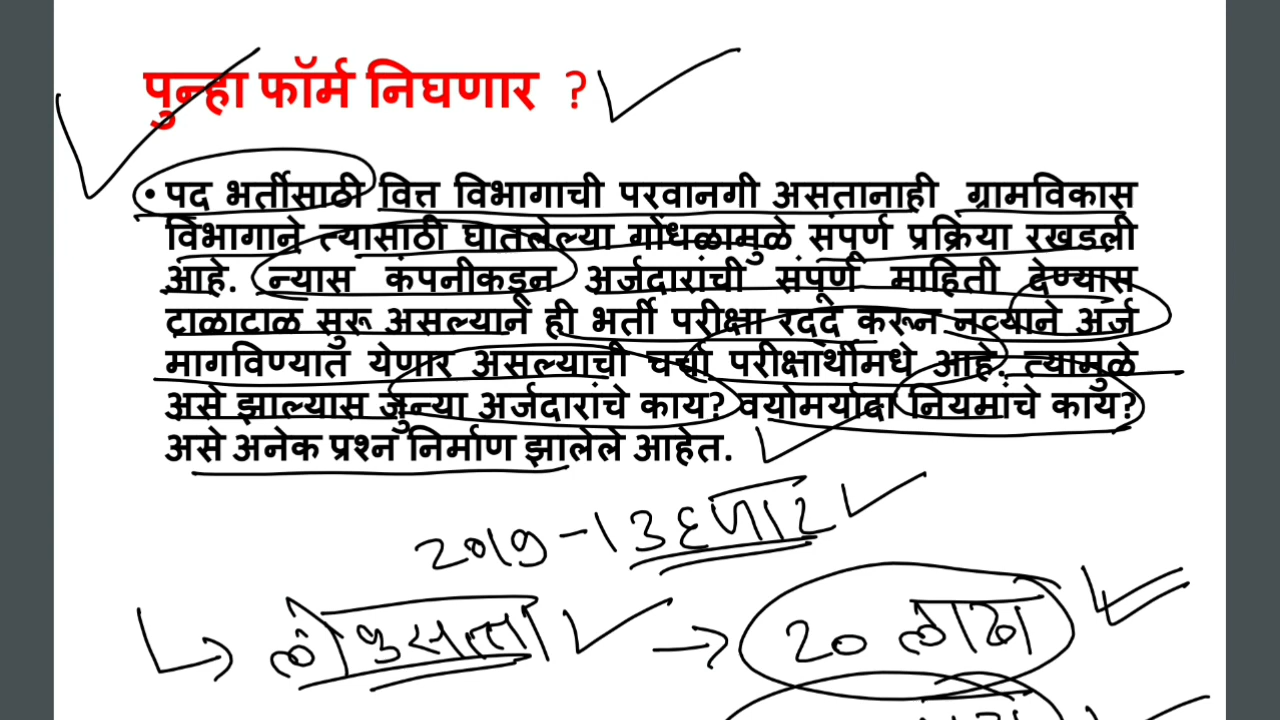 पुन्हा फॉर्म निघणार ?
• पद भर्तीसाठी वित्त विभागाची परवानगी असतानाही ग्रामविकास
विभागाने त्यासाठी घातलेल्या गोंधळामुळे संपूर्ण प्रक्रिया रखडली
आहे. न्यास कंपनीकडून अर्जदारांची संपूर्ण माहिती देण्यास
टाळाटाळ सुरू असल्याने ही भर्ती परीक्षा रददे करून नव्याने अर्ज
मागविण्यात येणार असल्याची चर्चा परीक्षार्थीमधे आहे. त्यामुळे
असे झाल्यास जुन्या अर्जदारांचे काय? वयोमर्यादा नियमांचे काय?
असे अनेक प्रश्न निर्माण झालेले आहेत.
2019 – 13 हजार
20 लाख